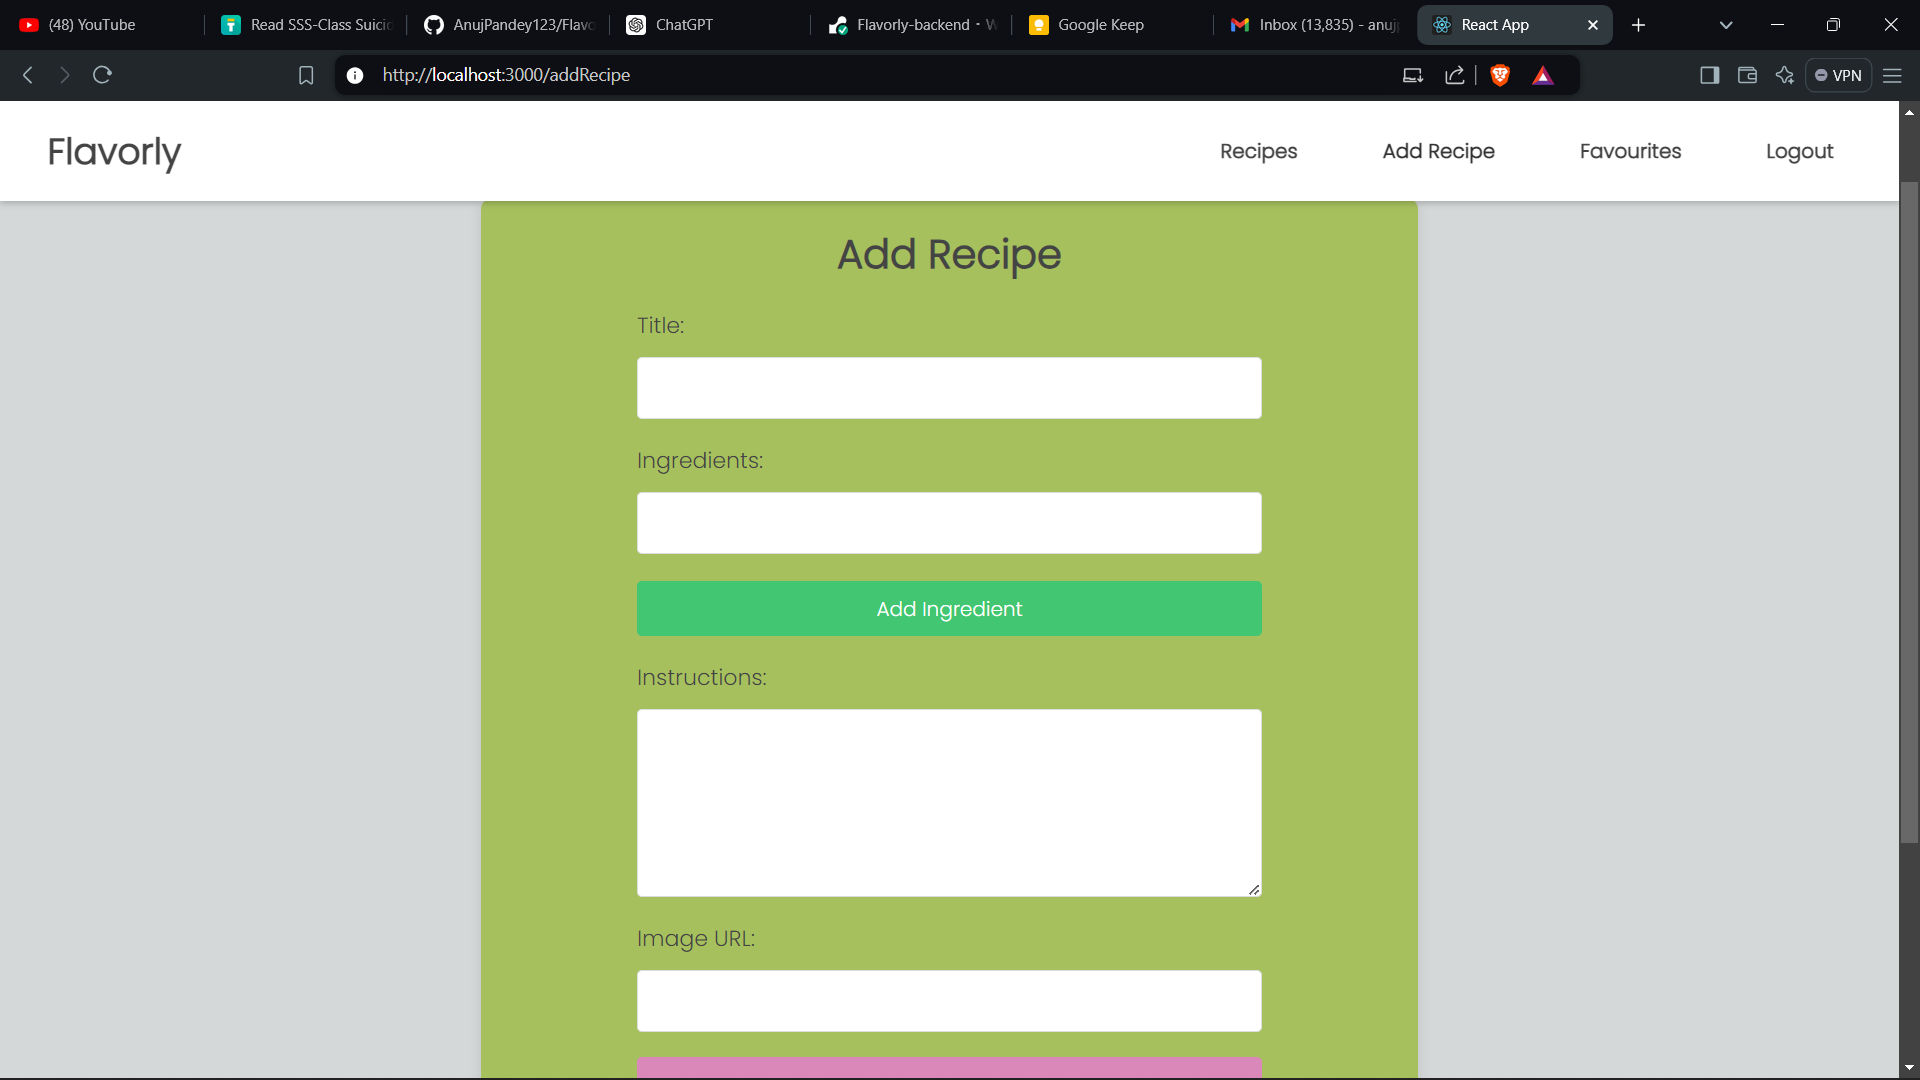 (48) YouTube
Read SSS-Class Suicid
AnujPandey123/Flavo
ChatGPT
Flavorly-backend · W
Google Keep
Inbox (13,835) - anuj
React App
http://localhost:3000/addRecipe
VPN
Flavorly
Recipes
Add Recipe
Favourites
Logout
Add Recipe
Title:
Ingredients:
Add Ingredient
Instructions:
Image URL: